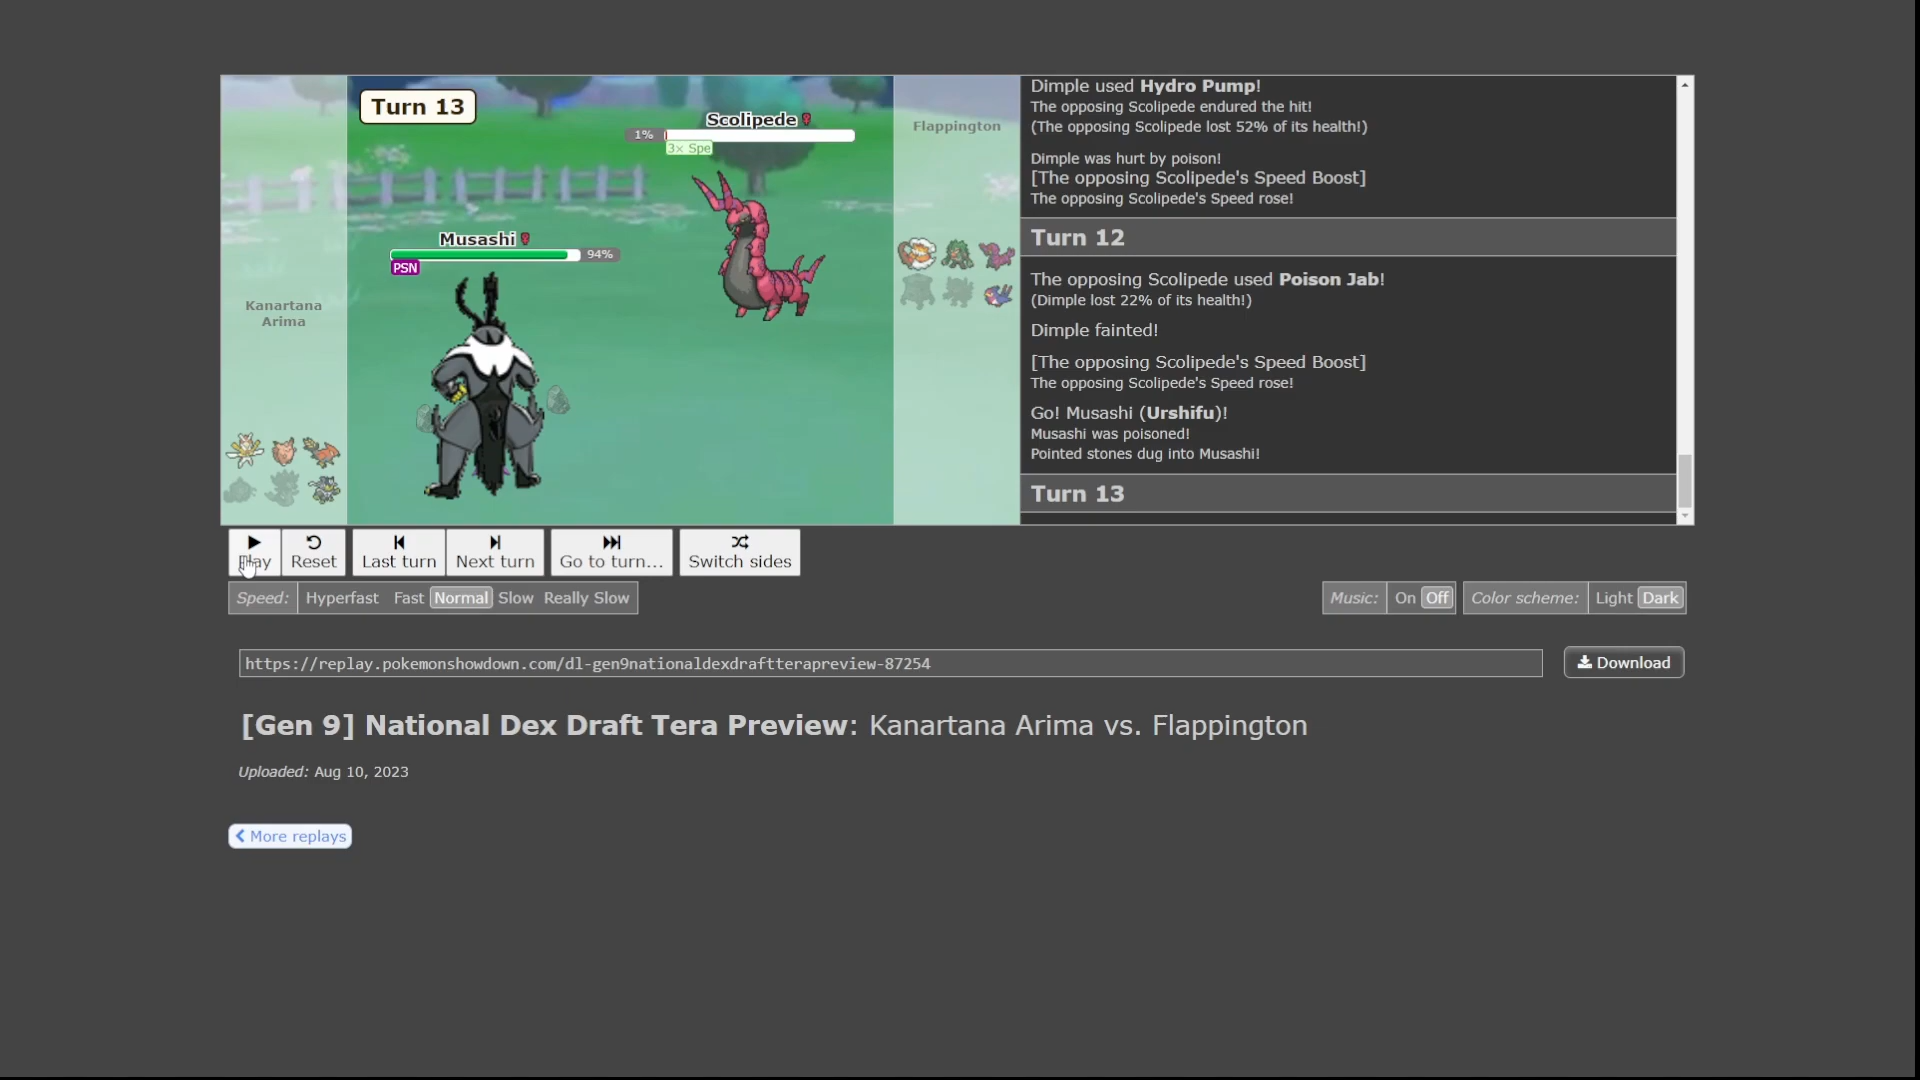 Turn 13
Scolipede
1%
3× Spe
Musashi
94%
PSN
Kanartana
Arima
Flappington
Dimple used Hydro Pump!
The opposing Scolipede endured the hit!
(The opposing Scolipede lost 52% of its health!)
Dimple was hurt by poison!
[The opposing Scolipede's Speed Boost]
The opposing Scolipede's Speed rose!
Turn 12
The opposing Scolipede used Poison Jab!
(Dimple lost 22% of its health!)
Dimple fainted!
[The opposing Scolipede's Speed Boost]
The opposing Scolipede's Speed rose!
Go! Musashi (Urshifu)!
Musashi was poisoned!
Pointed stones dug into Musashi!
Turn 13
Play Reset Last turn Next turn Go to turn... Switch sides
Speed: Hyperfast Fast Normal Slow Really Slow
Music: On Off Color scheme: Light Dark
https://replay.pokemonshowdown.com/dl-gen9nationaldexdraftterapreview-87254
Download
[Gen 9] National Dex Draft Tera Preview: Kanartana Arima vs. Flappington
Uploaded: Aug 10, 2023
More replays